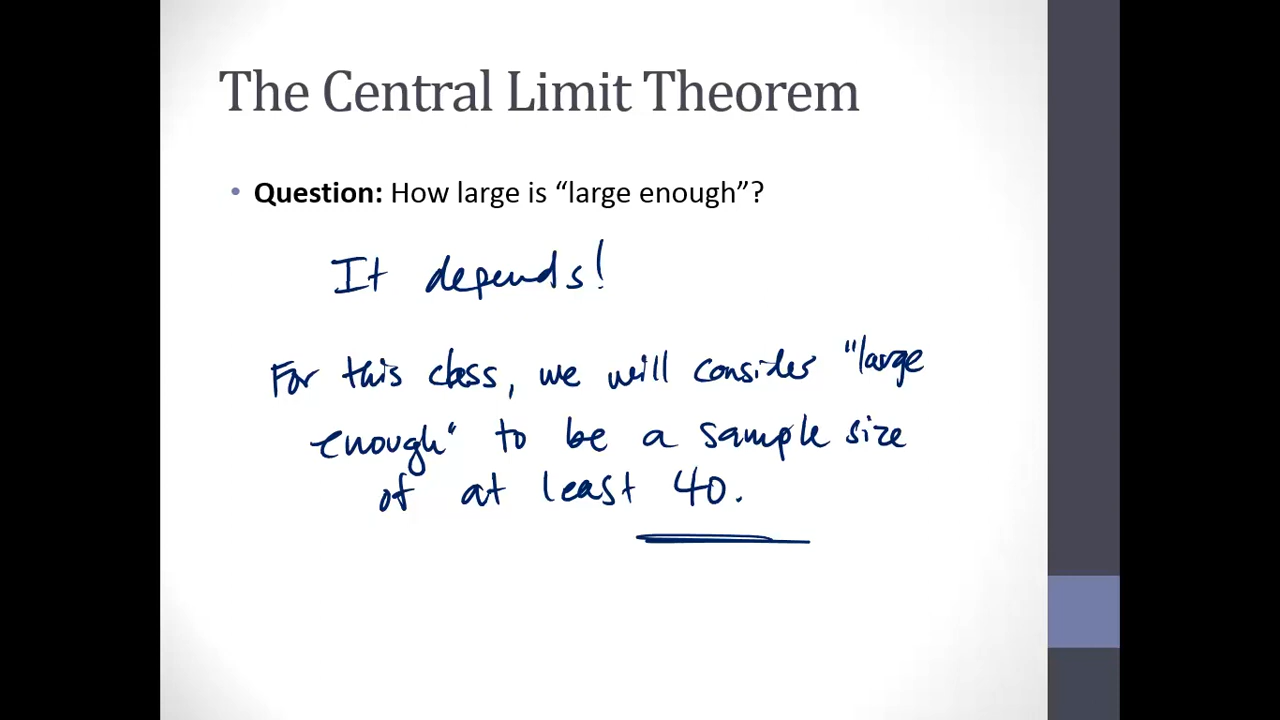 The Central Limit Theorem
• Question: How large is “large enough”?
It depends!
For this class, we will consider "large
enough" to be a sample size
of at least 40.